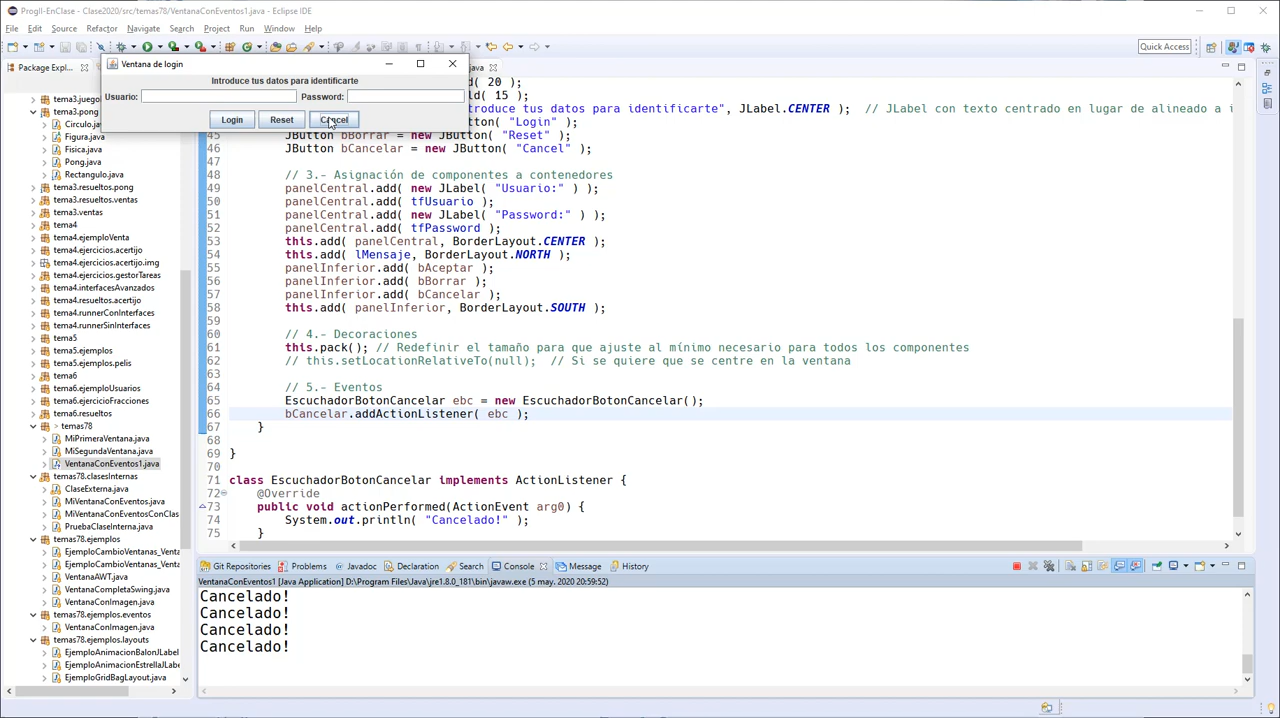 ProgII-EnClase - Clase2020/src/temas78/VentanaConEventos1.java - Eclipse IDE
File Edit Source Refactor Navigate Search Project Run Window Help
Quick Access
Package Expl...
Ventana de login
Introduce tus datos para identificarte
Usuario: Password:
Login Reset Cancel
java
tema3.juego
tema3.pong
Circulo.ja
Figura.java
Fisica.java
Pong.java
Rectangulo.java
tema3.resueltos.pong
tema3.resueltos.ventas
tema3.ventas
tema4
tema4.ejemploVenta
tema4.ejercicios.acertijo
tema4.ejercicios.acertijo.img
tema4.ejercicios.gestorTareas
tema4.interfacesAvanzados
tema4.resueltos.acertijo
tema4.runnerConInterfaces
tema4.runnerSinInterfaces
tema5
tema5.ejemplos
tema5.ejemplos.pelis
tema6
tema6.ejemploUsuarios
tema6.ejercicioFracciones
tema6.resueltos
temas78
MiPrimeraVentana.java
MiSegundaVentana.java
VentanaConEventos1.java
temas78.clasesInternas
ClaseExterna.java
MiVentanaConEventos.java
MiVentanaConEventosConClas
PruebaClaseInterna.java
temas78.ejemplos
EjemploCambioVentanas_Venta
EjemploCambioVentanas_Venta
VentanaAWT.java
VentanaCompletaSwing.java
VentanaConImagen.java
temas78.ejemplos.eventos
VentanaConImagen.java
temas78.ejemplos.layouts
EjemploAnimacionBalonJLabel
EjemploAnimacionEstrellaJLabel
EjemploGridBagLayout.java
d( 20 );
ld( 15 );
troduce tus datos para identificarte", JLabel.CENTER ); // JLabel con texto centrado en lugar de alineado a i
"Login" );
45 JButton bBorrar = new JButton( "Reset" );
46 JButton bCancelar = new JButton( "Cancel" );
47
48 // 3.- Asignación de componentes a contenedores
49 panelCentral.add( new JLabel( "Usuario:" ) );
50 panelCentral.add( tfUsuario );
51 panelCentral.add( new JLabel( "Password:" ) );
52 panelCentral.add( tfPassword );
53 this.add( panelCentral, BorderLayout.CENTER );
54 this.add( lMensaje, BorderLayout.NORTH );
55 panelInferior.add( bAceptar );
56 panelInferior.add( bBorrar );
57 panelInferior.add( bCancelar );
58 this.add( panelInferior, BorderLayout.SOUTH );
59
60 // 4.- Decoraciones
61 this.pack(); // Redefinir el tamaño para que ajuste al mínimo necesario para todos los componentes
62 // this.setLocationRelativeTo(null); // Si se quiere que se centre en la ventana
63
64 // 5.- Eventos
65 EscuchadorBotonCancelar ebc = new EscuchadorBotonCancelar();
66 bCancelar.addActionListener( ebc );
67 }
68
69 }
70
71 class EscuchadorBotonCancelar implements ActionListener {
72 @Override
73 public void actionPerformed(ActionEvent arg0) {
74 System.out.println( "Cancelado!" );
75 }
Git Repositories Problems Javadoc Declaration Search Console Message History
VentanaConEventos1 [Java Application] D:\Program Files\Java\jre1.8.0_181\bin\javaw.exe (5 may. 2020 20:59:52)
Cancelado!
Cancelado!
Cancelado!
Cancelado!